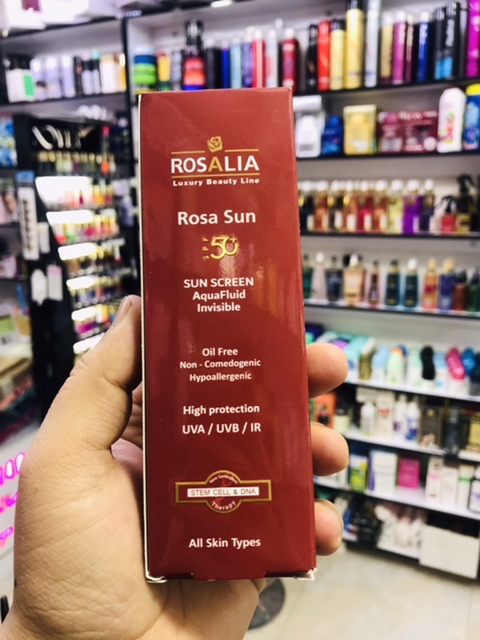 ROSALIA
Luxury Beauty Line
Rosa Sun
SPF 50+
SUN SCREEN
AquaFluid
Invisible
Oil Free
Non - Comedogenic
Hypoallergenic
High protection
UVA / UVB / IR
STEM CELL & DNA
Therapy
All Skin Types